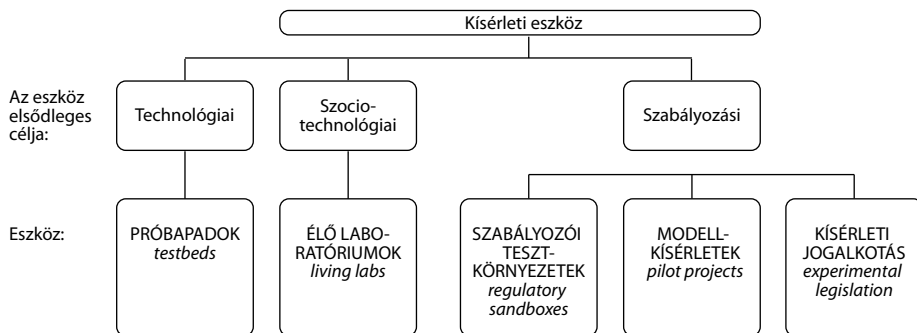 Kísérleti eszköz
Az eszköz
elsődleges
célja:
Technológiai
Szocio-
technológiai
Szabályozási
Eszköz:
PRÓBAPADOK
testbeds
ÉLŐ LABO-
RATÓRIUMOK
living labs
SZABÁLYOZÓI
TESZT-
KÖRNYEZETEK
regulatory
sandboxes
MODELL-
KÍSÉRLETEK
pilot projects
KÍSÉRLETI
JOGALKOTÁS
experimental
legislation